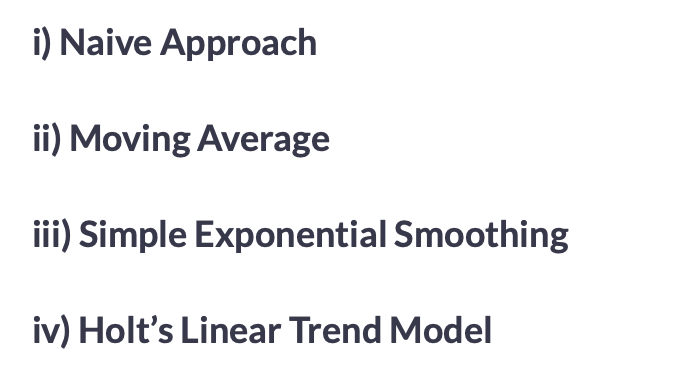 i) Naive Approach
ii) Moving Average
iii) Simple Exponential Smoothing
iv) Holt’s Linear Trend Model